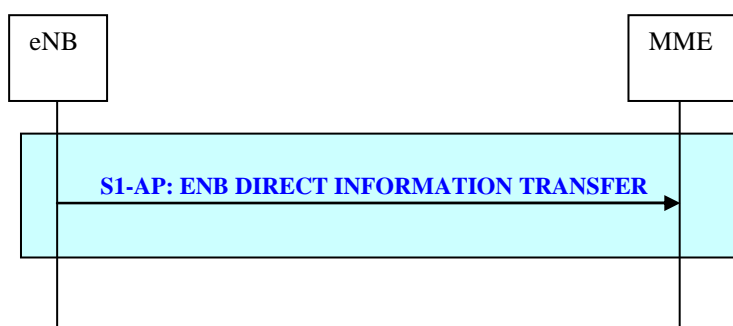 eNB
MME
S1-AP: ENB DIRECT INFORMATION TRANSFER